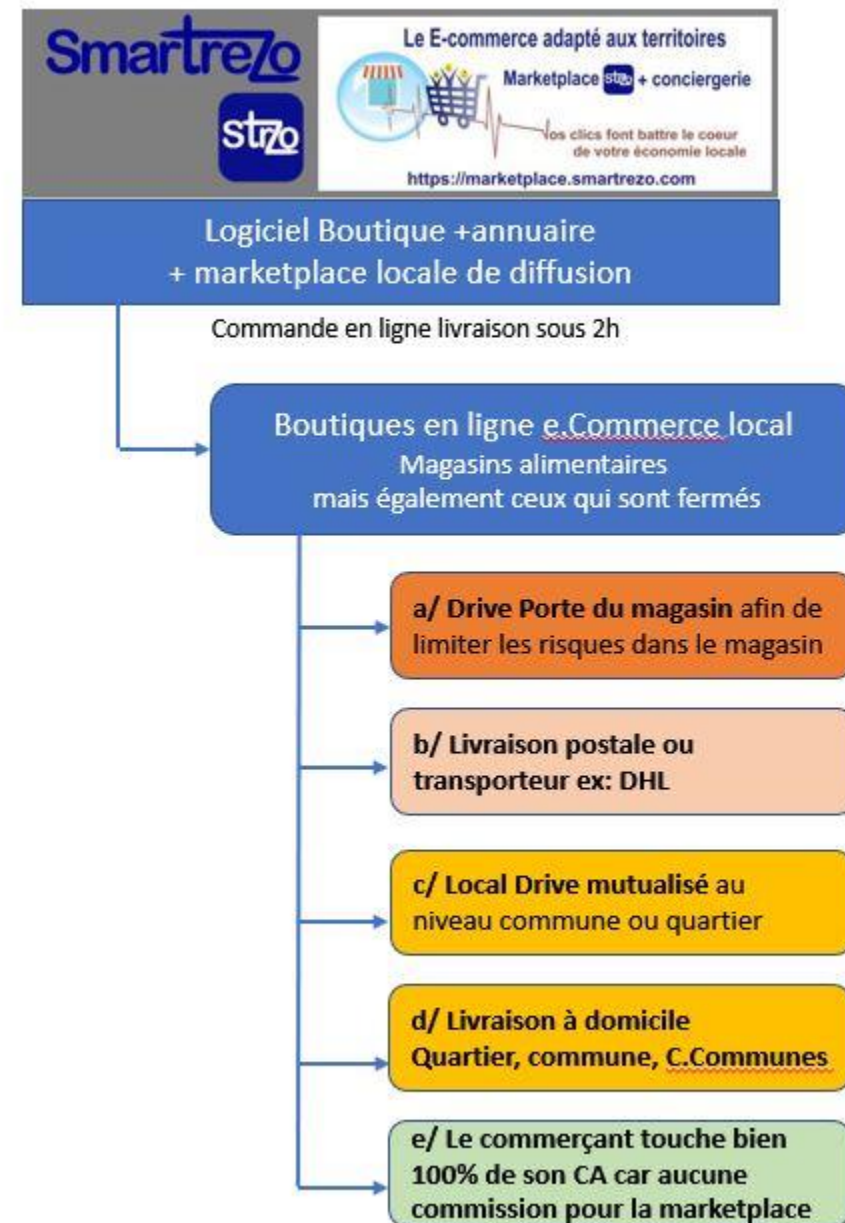 Smartrezo
strzo
Le E-commerce adapté aux territoires
Marketplace strzo + conciergerie
Vos clics font battre le coeur
de votre économie locale
https://marketplace.smartrezo.com
Logiciel Boutique +annuaire
+ marketplace locale de diffusion
Commande en ligne livraison sous 2h
Boutiques en ligne e.Commerce local
Magasins alimentaires
mais également ceux qui sont fermés
a/ Drive Porte du magasin afin de
limiter les risques dans le magasin
b/ Livraison postale ou
transporteur ex: DHL
c/ Local Drive mutualisé au
niveau commune ou quartier
d/ Livraison à domicile
Quartier, commune, C.Communes
e/ Le commerçant touche bien
100% de son CA car aucune
commission pour la marketplace